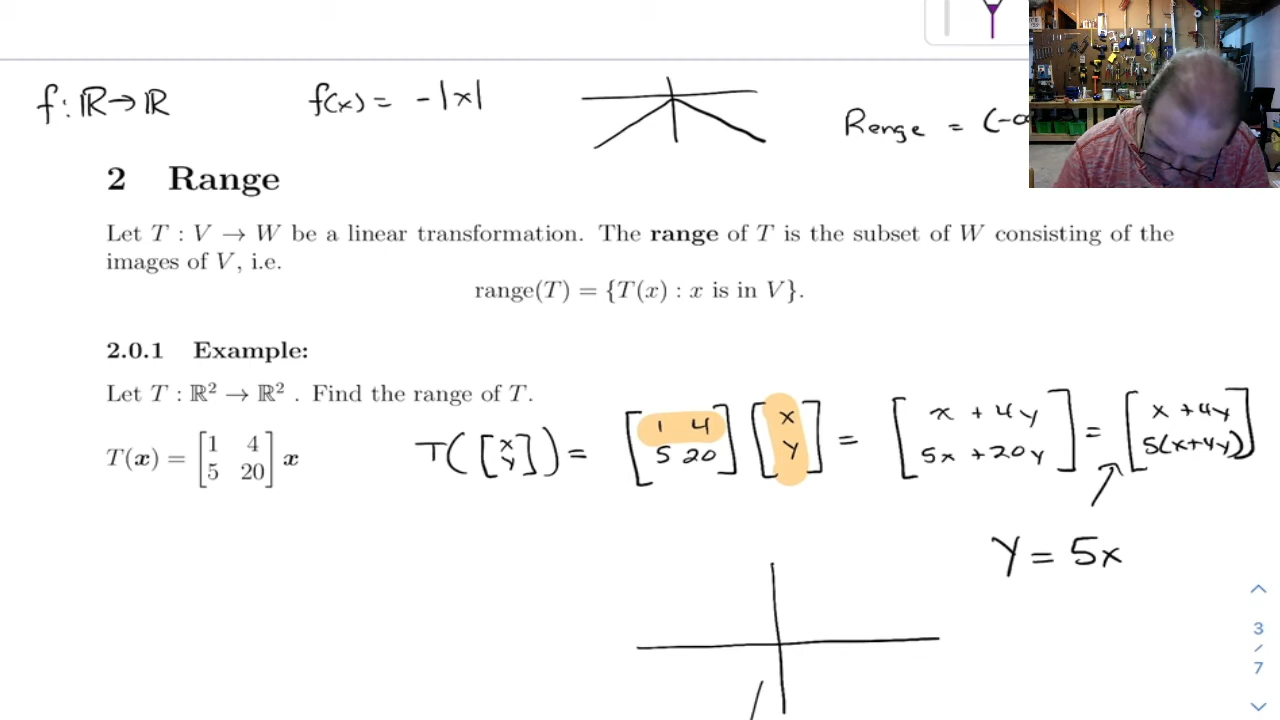 f : ℝ → ℝ f(x) = -|x| Range = (-∞
2 Range
Let T : V → W be a linear transformation. The range of T is the subset of W consisting of the
images of V, i.e.
range(T) = {T(x) : x is in V}.
2.0.1 Example:
Let T : ℝ² → ℝ² . Find the range of T.
T(x) = [1 4; 5 20] x T([x; y]) = [1 4; 5 20] [x; y] = [x + 4y; 5x + 20y] = [x + 4y; 5(x+4y)]
y = 5x
3
/
7